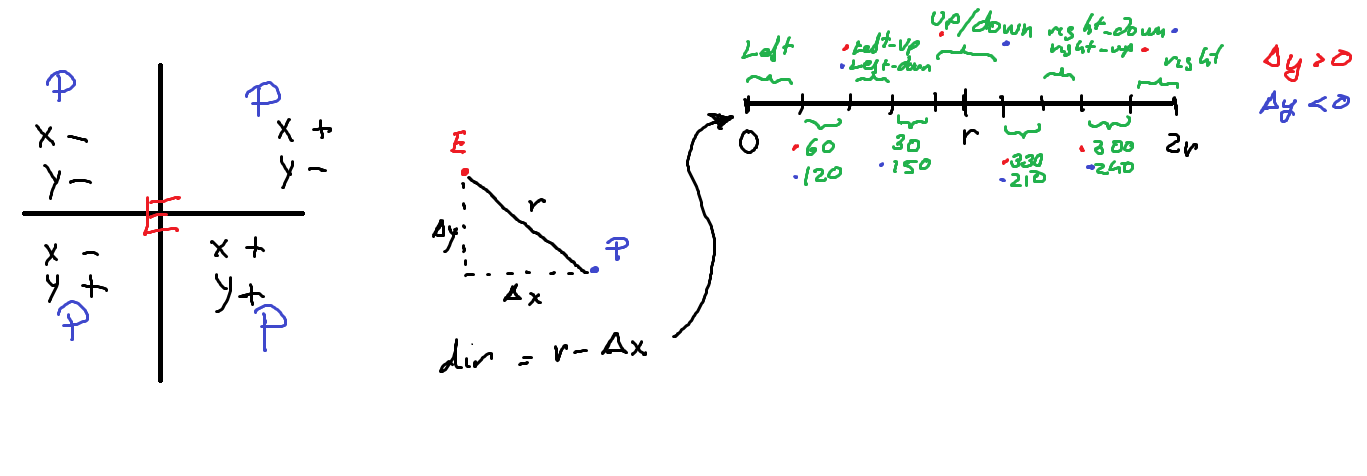 P
x -
y -
P
x +
y -
E
x -
y +
P
x +
y +
P
E
r
Δy
P
Δx
dir = r - Δx
Left
Left-up
Left-down
up/down
right-down
right-up
right
0
r
2r
60
120
30
150
330
210
300
240
Δy > 0
Δy < 0